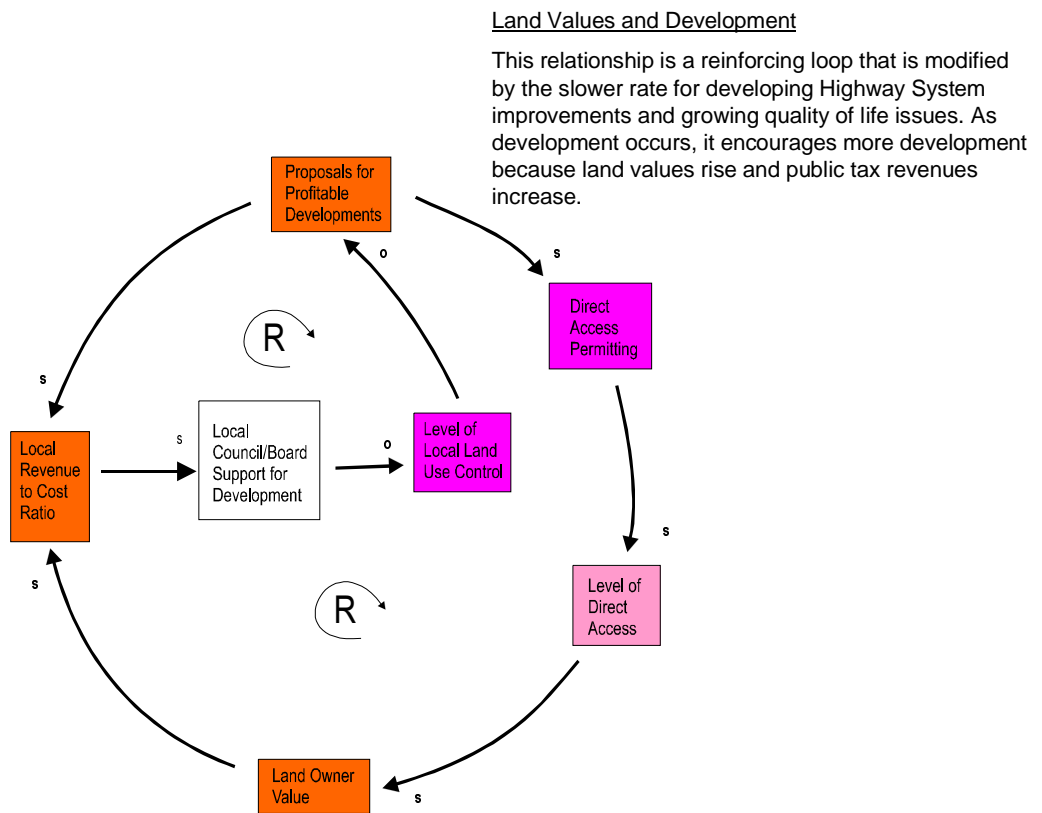 Land Values and Development
This relationship is a reinforcing loop that is modified
by the slower rate for developing Highway System
improvements and growing quality of life issues. As
development occurs, it encourages more development
because land values rise and public tax revenues
increase.
Proposals for
Profitable
Developments
o
s
Direct
Access
Permitting
R
s
Local
Revenue
to Cost
Ratio
s
Local
Council/Board
Support for
Development
o
Level of
Local Land
Use Control
s
s
Level of
Direct
Access
R
Land Owner
Value
s